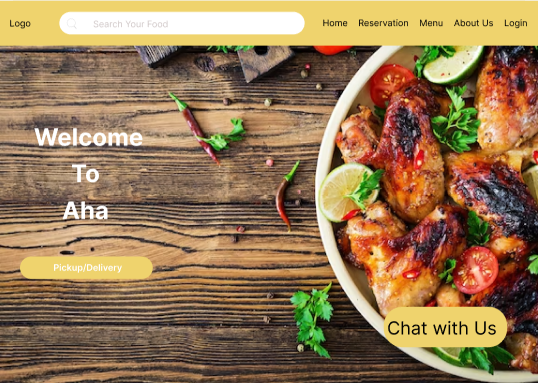 Logo
Search Your Food
Home
Reservation
Menu
About Us
Login
Welcome
To
Aha
Pickup/Delivery
Chat with Us